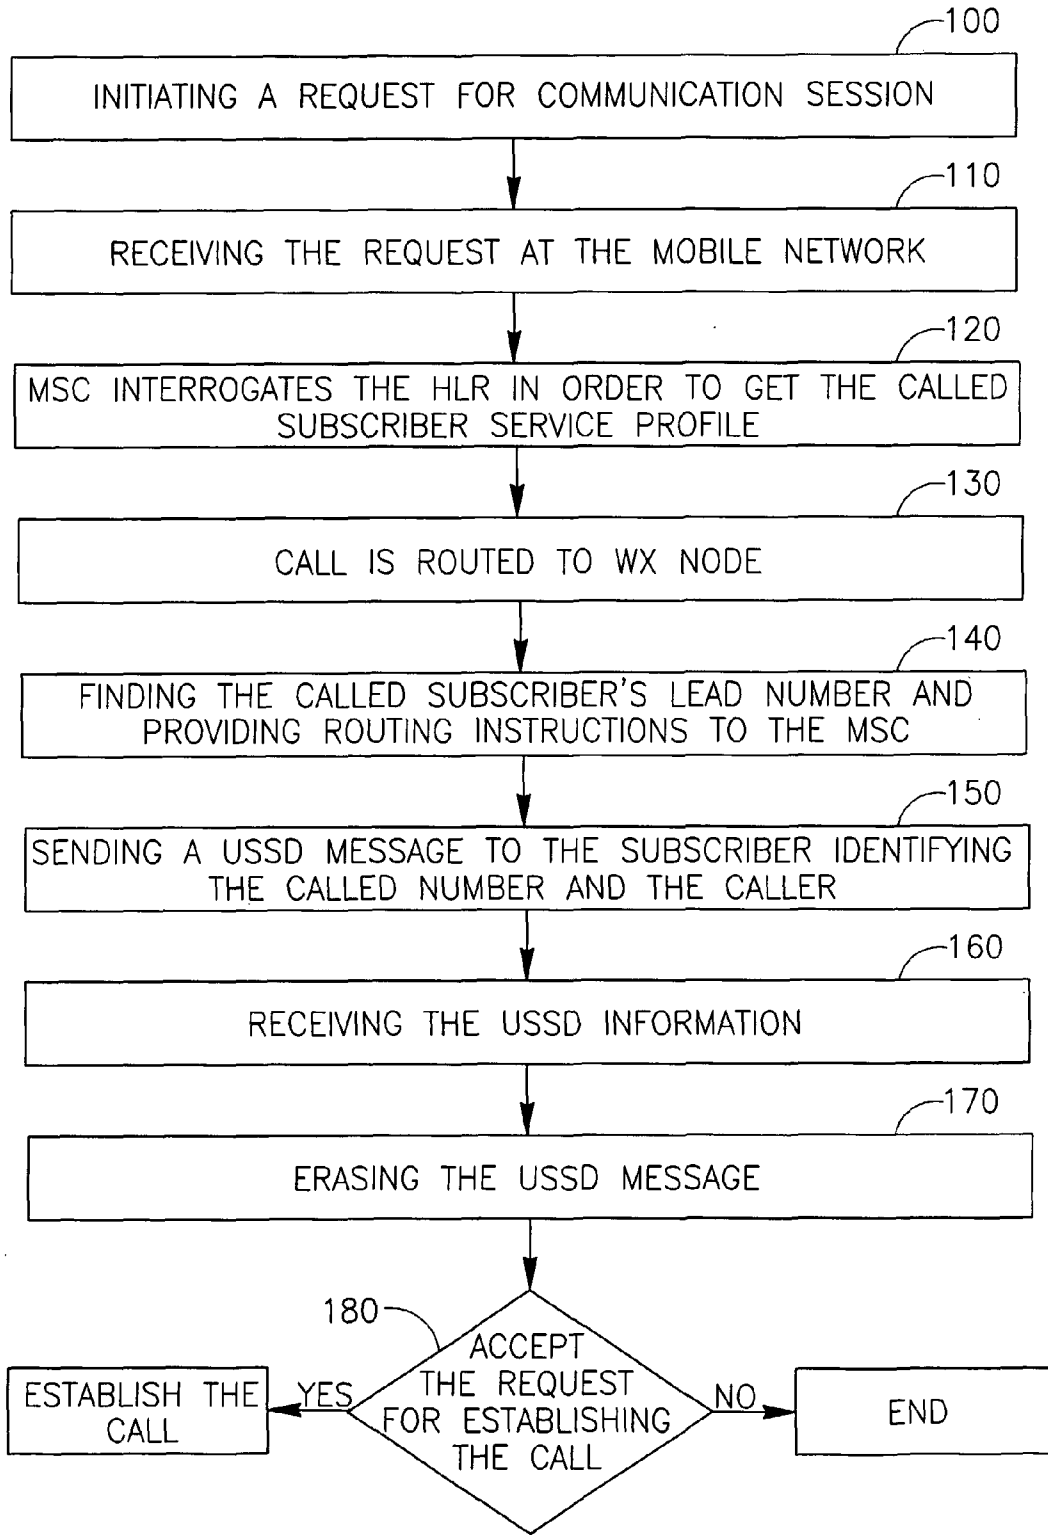 100
INITIATING A REQUEST FOR COMMUNICATION SESSION
110
RECEIVING THE REQUEST AT THE MOBILE NETWORK
120
MSC INTERROGATES THE HLR IN ORDER TO GET THE CALLED
SUBSCRIBER SERVICE PROFILE
130
CALL IS ROUTED TO WX NODE
140
FINDING THE CALLED SUBSCRIBER'S LEAD NUMBER AND
PROVIDING ROUTING INSTRUCTIONS TO THE MSC
150
SENDING A USSD MESSAGE TO THE SUBSCRIBER IDENTIFYING
THE CALLED NUMBER AND THE CALLER
160
RECEIVING THE USSD INFORMATION
170
ERASING THE USSD MESSAGE
180
ACCEPT
THE REQUEST
FOR ESTABLISHING
THE CALL
YES
ESTABLISH THE
CALL
NO
END